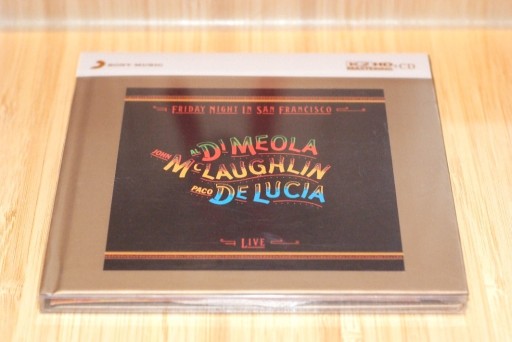 SONY MUSIC
K2 HD+CD
MASTERING
FRIDAY NIGHT IN SAN FRANCISCO
AL DI MEOLA
JOHN MCLAUGHLIN
PACO DE LUCIA
LIVE